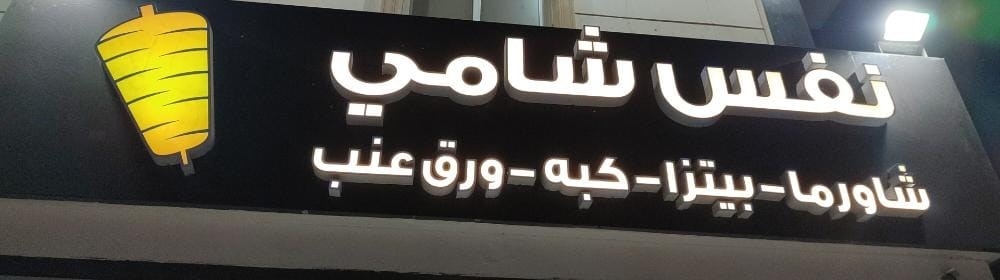 نفس شامي
شاورما - بيتزا - كبه - ورق عنب